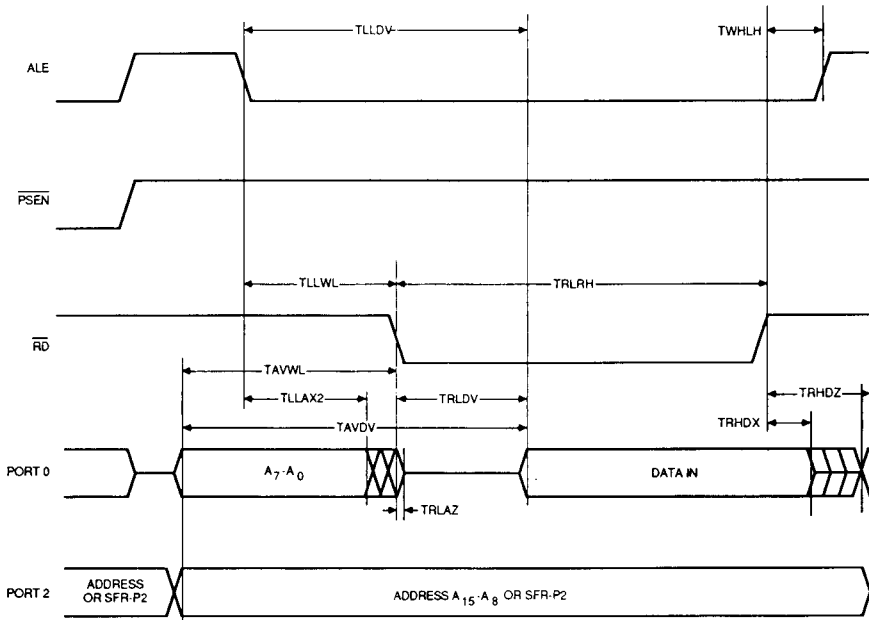 TLLDV
TWHLH
ALE
PSEN
TLLWL
TRLRH
RD
TAVWL
TRHDZ
TLLAX2
TRLDV
TRHDX
TAVDV
PORT 0
A7-A0
DATA IN
TRLAZ
PORT 2
ADDRESS
OR SFR-P2
ADDRESS A15-A8 OR SFR-P2